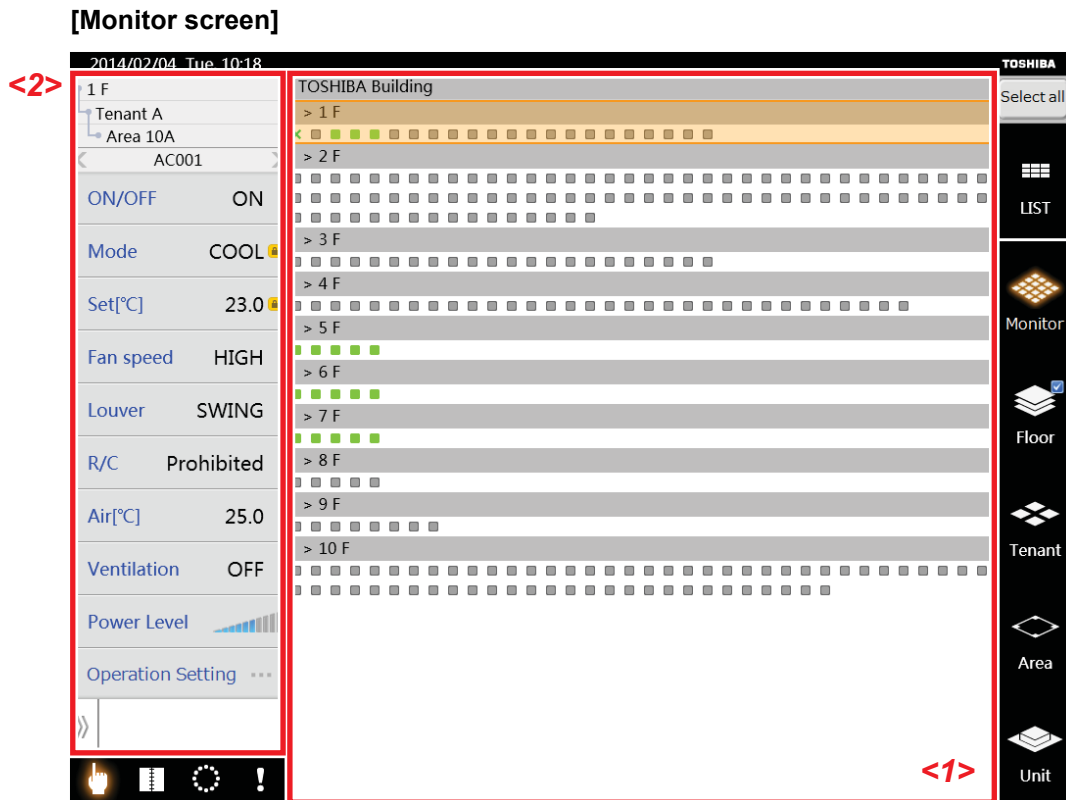 [Monitor screen]
2014/02/04 Tue 10:18
TOSHIBA
<2>
1 F
Tenant A
Area 10A
AC001
ON/OFF ON
Mode COOL
Set[℃] 23.0
Fan speed HIGH
Louver SWING
R/C Prohibited
Air[℃] 25.0
Ventilation OFF
Power Level
Operation Setting ...
TOSHIBA Building
> 1 F
> 2 F
> 3 F
> 4 F
> 5 F
> 6 F
> 7 F
> 8 F
> 9 F
> 10 F
<1>
Select all
LIST
Monitor
Floor
Tenant
Area
Unit